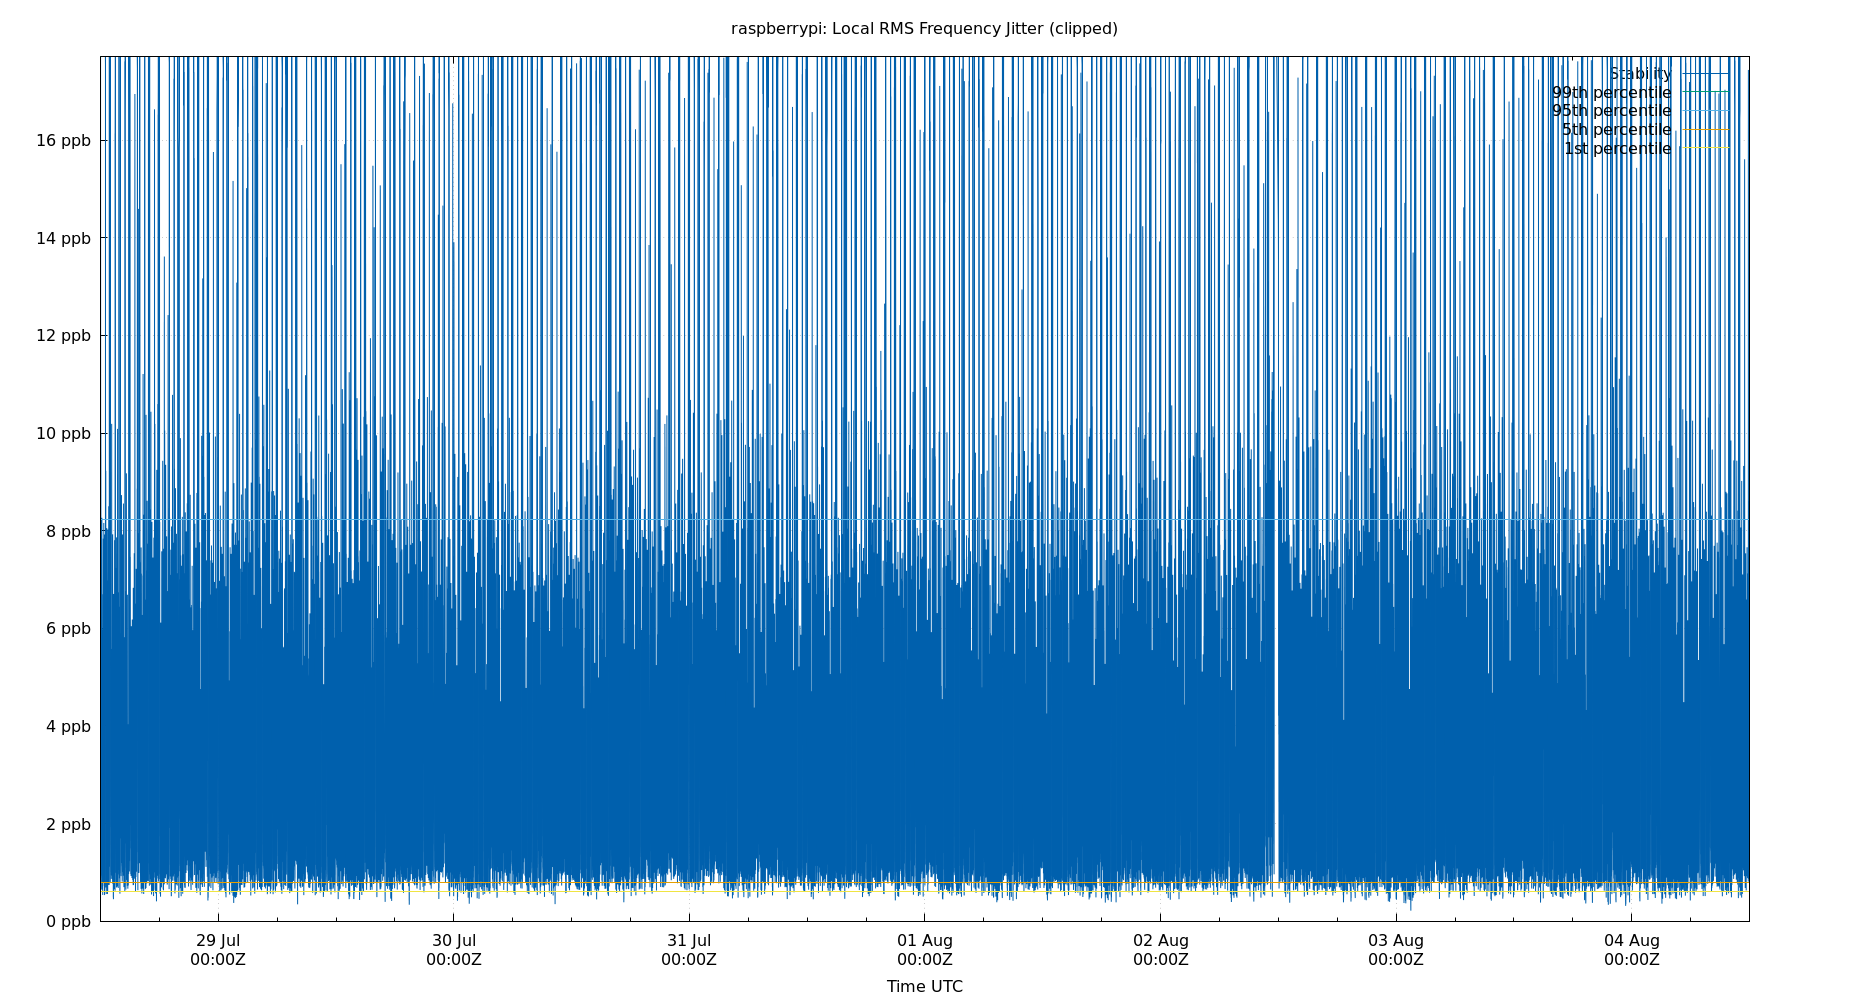 raspberrypi: Local RMS Frequency Jitter (clipped)
Stability
99th percentile
95th percentile
5th percentile
1st percentile
16 ppb
14 ppb
12 ppb
10 ppb
8 ppb
6 ppb
4 ppb
2 ppb
0 ppb
29 Jul 30 Jul 31 Jul 01 Aug 02 Aug 03 Aug 04 Aug
00:00Z 00:00Z 00:00Z 00:00Z 00:00Z 00:00Z 00:00Z
Time UTC